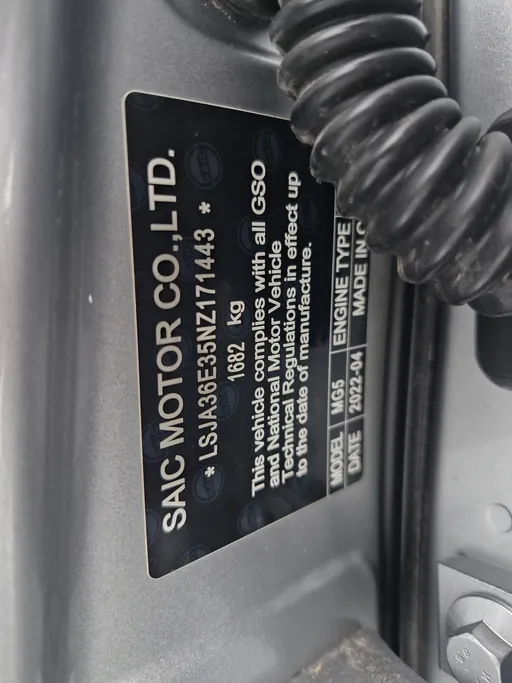 SAIC MOTOR CO.,LTD.
* LSJA36E35NZ171443 *
1682 kg
This vehicle complies with all GSO
and National Motor Vehicle
Technical Regulations in effect up
to the date of manufacture.
MODEL MG5 ENGINE TYPE
DATE 2022-04 MADE IN C